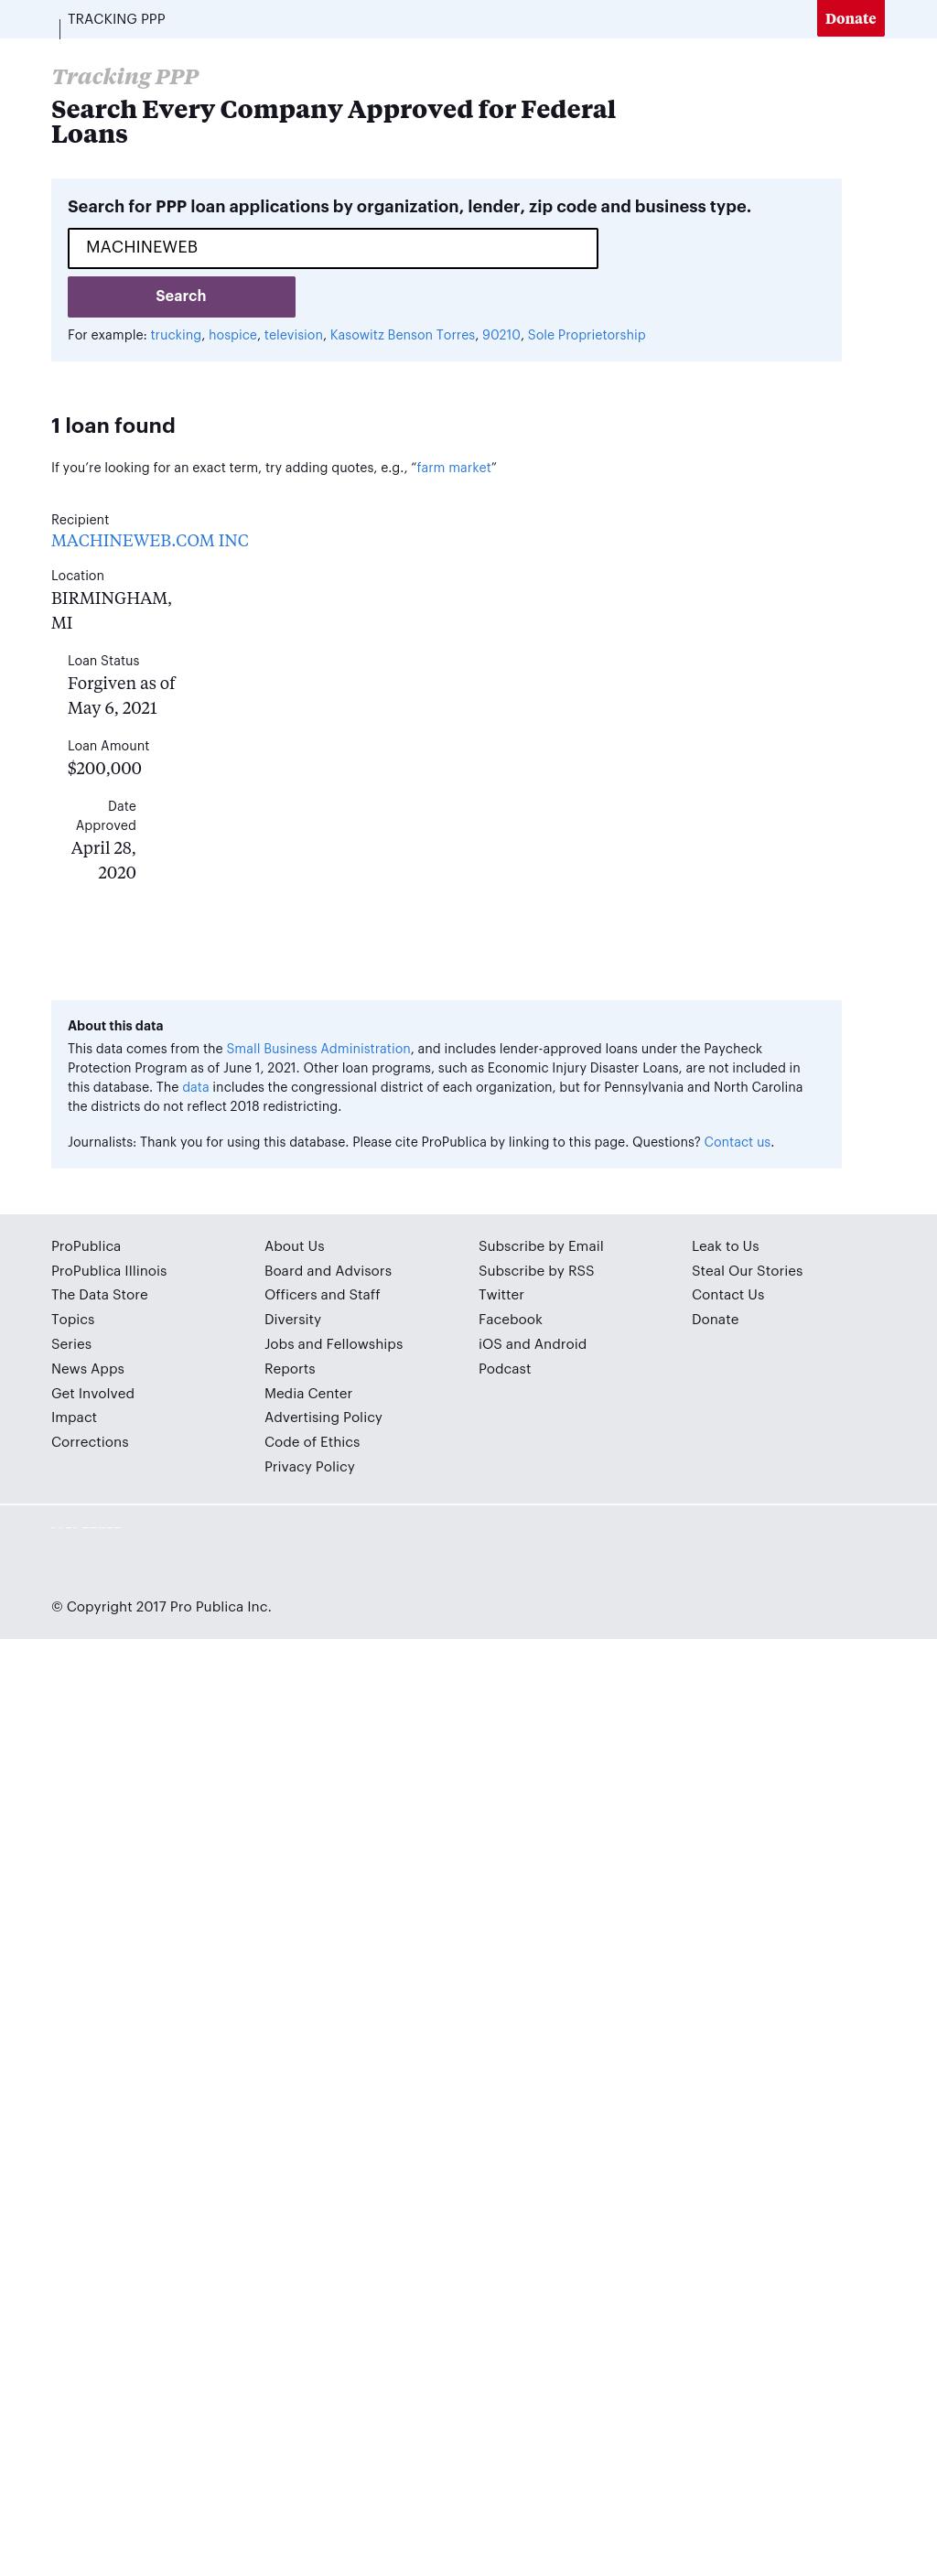 TRACKING PPP
Donate
Tracking PPP
Search Every Company Approved for Federal
Loans
Search for PPP loan applications by organization, lender, zip code and business type.
MACHINEWEB
Search
For example: trucking, hospice, television, Kasowitz Benson Torres, 90210, Sole Proprietorship
1 loan found
If you’re looking for an exact term, try adding quotes, e.g., “farm market”
Recipient
MACHINEWEB.COM INC
Location
BIRMINGHAM,
MI
Loan Status
Forgiven as of
May 6, 2021
Loan Amount
$200,000
Date
Approved
April 28,
2020
About this data
This data comes from the Small Business Administration, and includes lender-approved loans under the Paycheck
Protection Program as of June 1, 2021. Other loan programs, such as Economic Injury Disaster Loans, are not included in
this database. The data includes the congressional district of each organization, but for Pennsylvania and North Carolina
the districts do not reflect 2018 redistricting.
Journalists: Thank you for using this database. Please cite ProPublica by linking to this page. Questions? Contact us.
ProPublica
ProPublica Illinois
The Data Store
Topics
Series
News Apps
Get Involved
Impact
Corrections
About Us
Board and Advisors
Officers and Staff
Diversity
Jobs and Fellowships
Reports
Media Center
Advertising Policy
Code of Ethics
Privacy Policy
Subscribe by Email
Subscribe by RSS
Twitter
Facebook
iOS and Android
Podcast
Leak to Us
Steal Our Stories
Contact Us
Donate
© Copyright 2017 Pro Publica Inc.